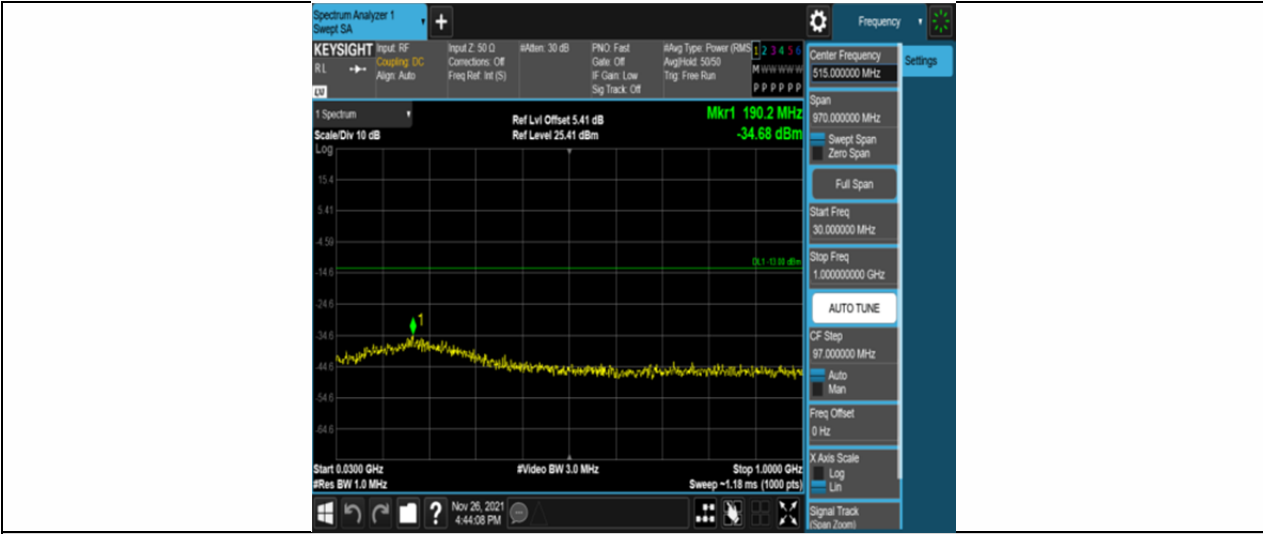 Spectrum Analyzer 1
Swept SA
+
Frequency
KEYSIGHT
RL
LV
Input: RF
Coupling: DC
Align: Auto
Input Z: 50 Ω
Corrections: Off
Freq Ref: Int (S)
#Atten: 30 dB
PNO: Fast
Gate: Off
IF Gain: Low
Sig Track: Off
#Avg Type: Power (RMS
Avg|Hold: 50/50
Trig: Free Run
1 2 3 4 5 6
M W W W W W
P P P P P P
1 Spectrum
Scale/Div 10 dB
Log
Ref Lvl Offset 5.41 dB
Ref Level 25.41 dBm
Mkr1 190.2 MHz
-34.68 dBm
15.4
5.41
-4.59
-14.6
-24.6
-34.6
-44.6
-54.6
-64.6
DL1 -13.00 dBm
1
Start 0.0300 GHz
#Res BW 1.0 MHz
#Video BW 3.0 MHz
Stop 1.0000 GHz
Sweep ~1.18 ms (1000 pts)
?
Nov 26, 2021
4:44:08 PM
Center Frequency
515.000000 MHz
Settings
Span
970.000000 MHz
Swept Span
Zero Span
Full Span
Start Freq
30.000000 MHz
Stop Freq
1.000000000 GHz
AUTO TUNE
CF Step
97.000000 MHz
Auto
Man
Freq Offset
0 Hz
X Axis Scale
Log
Lin
Signal Track
(Span Zoom)